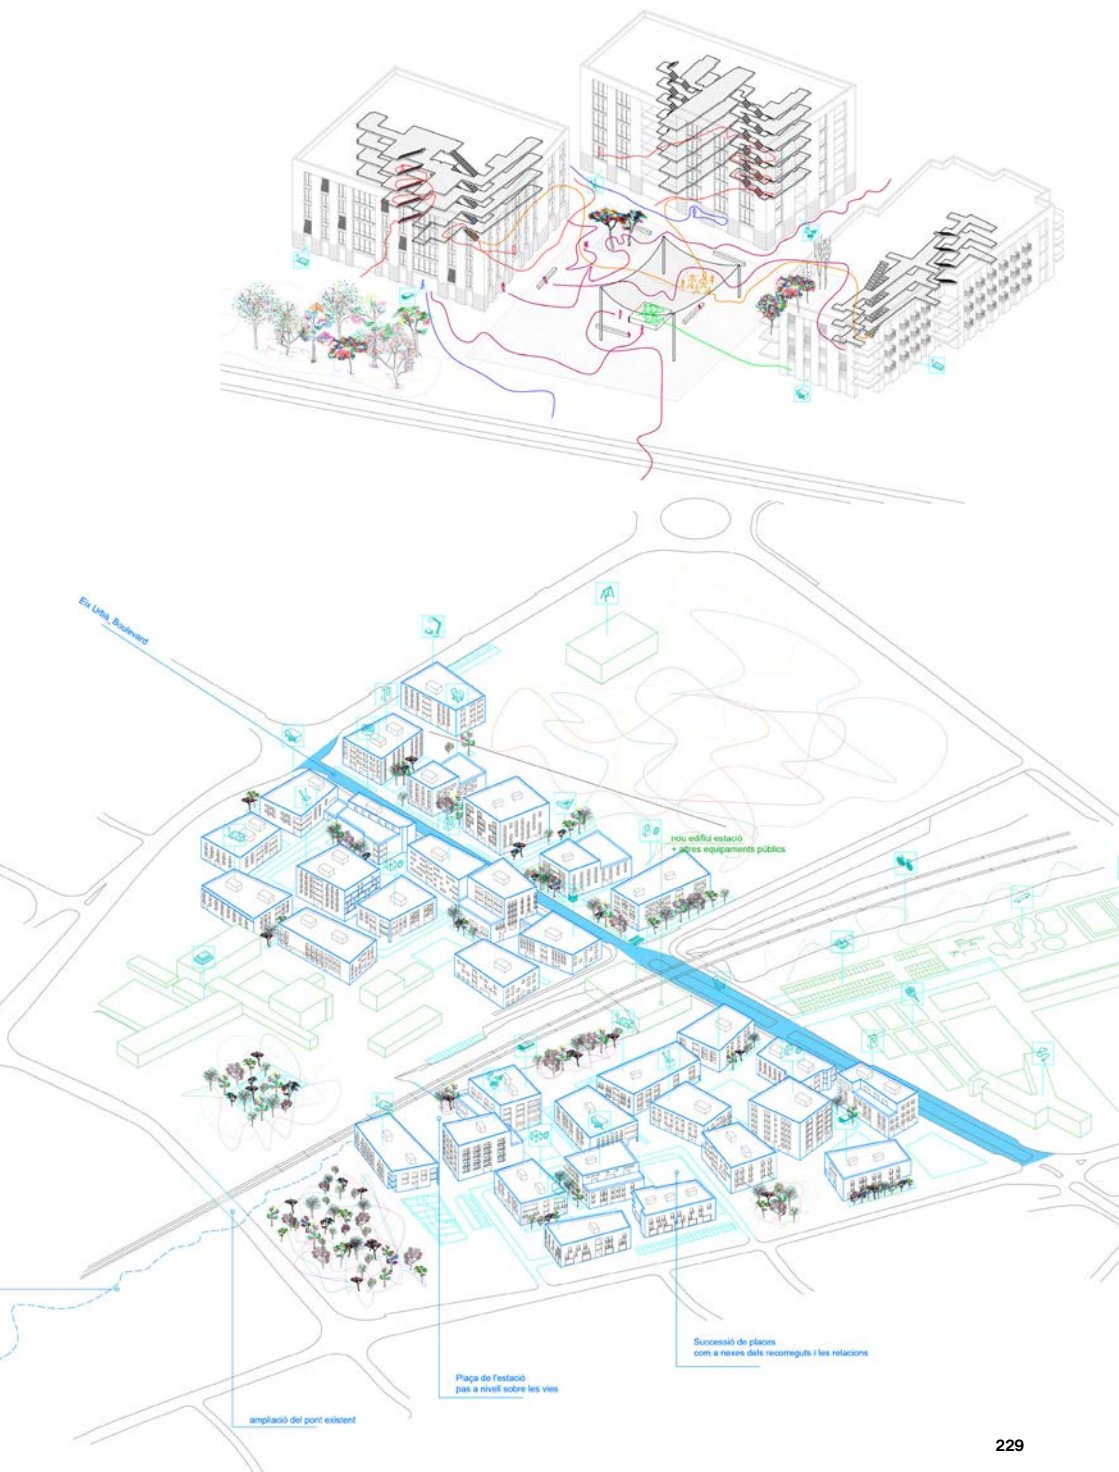 Eix Urbà_Boulevard
nou edifici estació
+ altres equipaments públics
Successió de places
com a nexes dels recorreguts i les relacions
Plaça de l'estació
pas a nivell sobre les vies
ampliació del pont existent
229